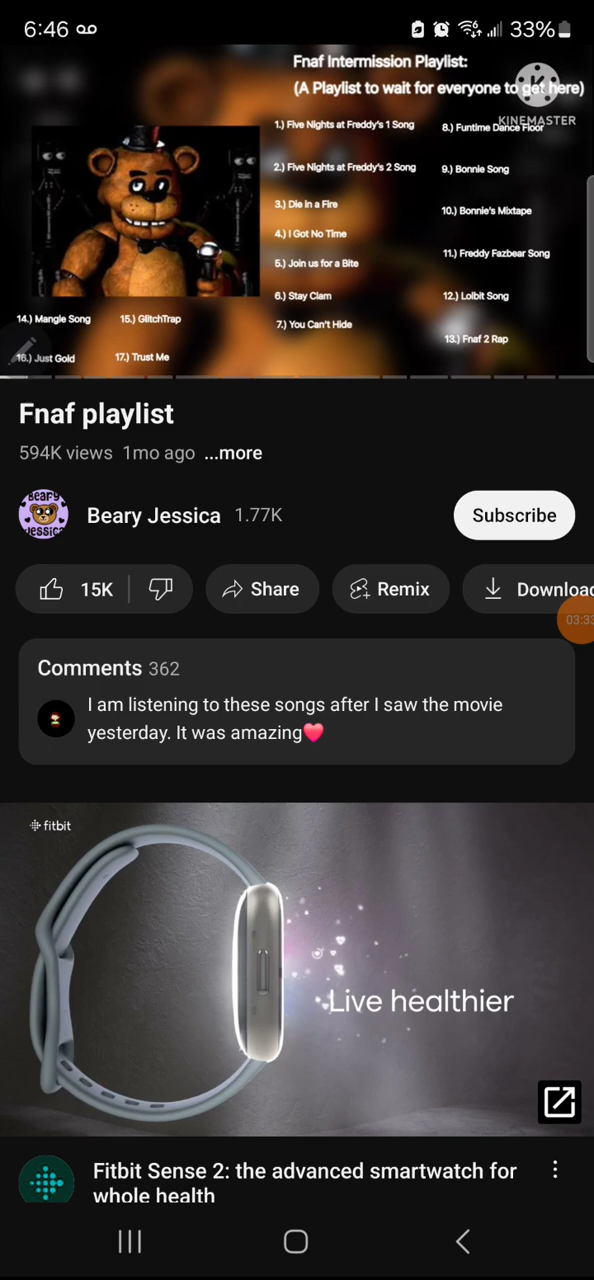 6:46
33%
Fnaf Intermission Playlist:
(A Playlist to wait for everyone to get here)
KINEMASTER
1.) Five Nights at Freddy's 1 Song
2.) Five Nights at Freddy's 2 Song
3.) Die in a Fire
4.) I Got No Time
5.) Join us for a Bite
6.) Stay Clam
7.) You Can't Hide
8.) Funtime Dance Floor
9.) Bonnie Song
10.) Bonnie's Mixtape
11.) Freddy Fazbear Song
12.) Lolbit Song
13.) Fnaf 2 Rap
14.) Mangle Song
15.) GlitchTrap
16.) Just Gold
17.) Trust Me
Fnaf playlist
594K views 1mo ago ...more
Beary Jessica
Beary Jessica 1.77K
Subscribe
15K
Share
Remix
Download
03:33
Comments 362
I am listening to these songs after I saw the movie
yesterday. It was amazing❤️
fitbit
Live healthier
Fitbit Sense 2: the advanced smartwatch for
whole health